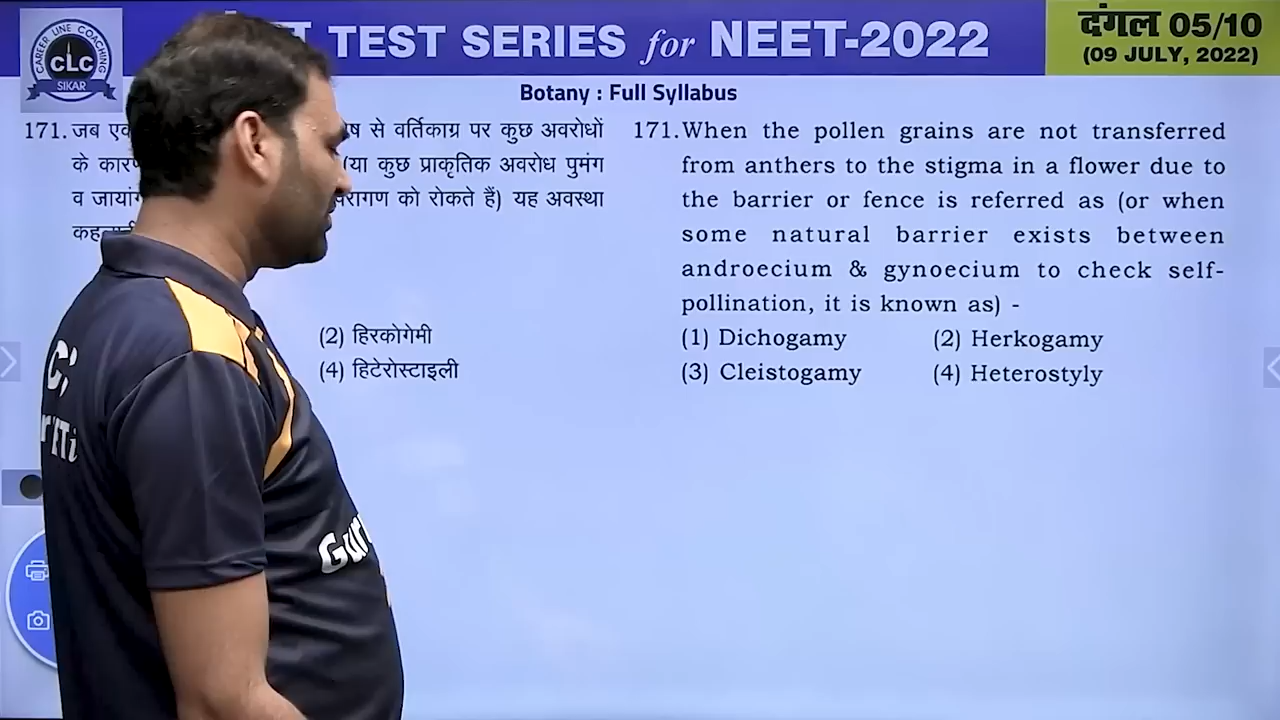 TEST SERIES for NEET-2022
दंगल 05/10
(09 JULY, 2022)
CAREER LINE COACHING
CLC
SIKAR
Botany : Full Syllabus
171. जब एक से वर्तिकाग्र पर कुछ अवरोधों
के (या कुछ प्राकृतिक अवरोध पुमंग
व को रोकते हैं) यह अवस्था
(2) हिरकोगेमी
(4) हिटेरोस्टाइली
171. When the pollen grains are not transferred
from anthers to the stigma in a flower due to
the barrier or fence is referred as (or when
some natural barrier exists between
androecium & gynoecium to check self-
pollination, it is known as) -
(1) Dichogamy (2) Herkogamy
(3) Cleistogamy (4) Heterostyly